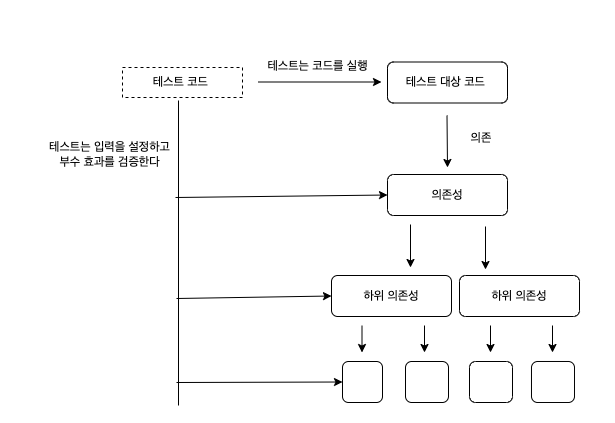 테스트는 코드를 실행
테스트 코드
테스트 대상 코드
의존
테스트는 입력을 설정하고
부수 효과를 검증한다
의존성
하위 의존성
하위 의존성